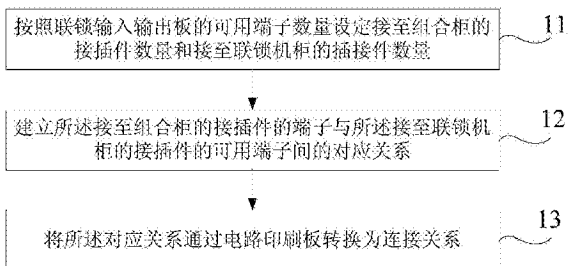 按照联锁输入输出板的可用端子数量设定接至组合柜的
接插件数量和接至联锁机柜的插接件数量
11
建立所述接至组合柜的接插件的端子与所述接至联锁机
柜的接插件的可用端子间的对应关系
12
将所述对应关系通过电路印刷板转换为连接关系
13